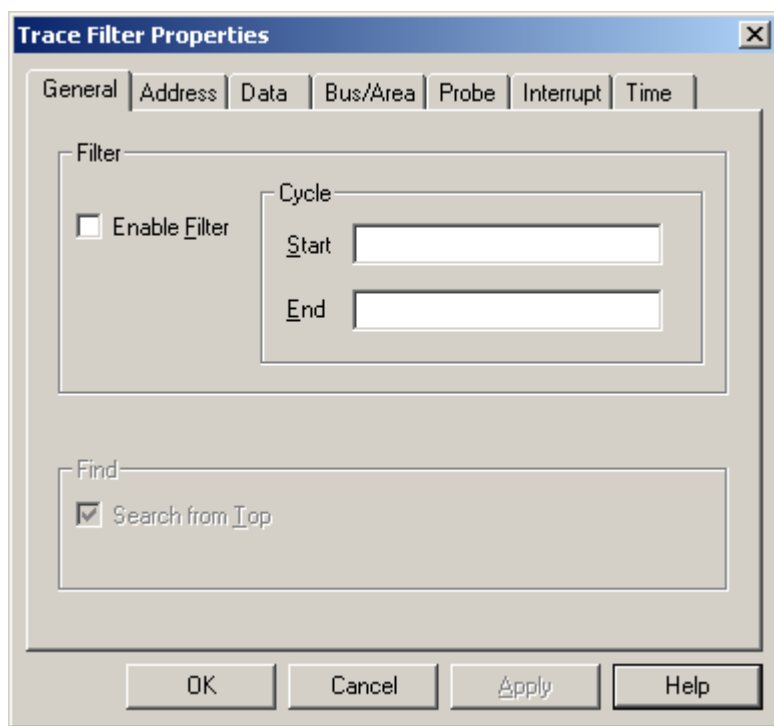 Trace Filter Properties
General Address Data Bus/Area Probe Interrupt Time
Filter
Cycle
Enable Filter
Start
End
Find
Search from Top
OK Cancel Apply Help